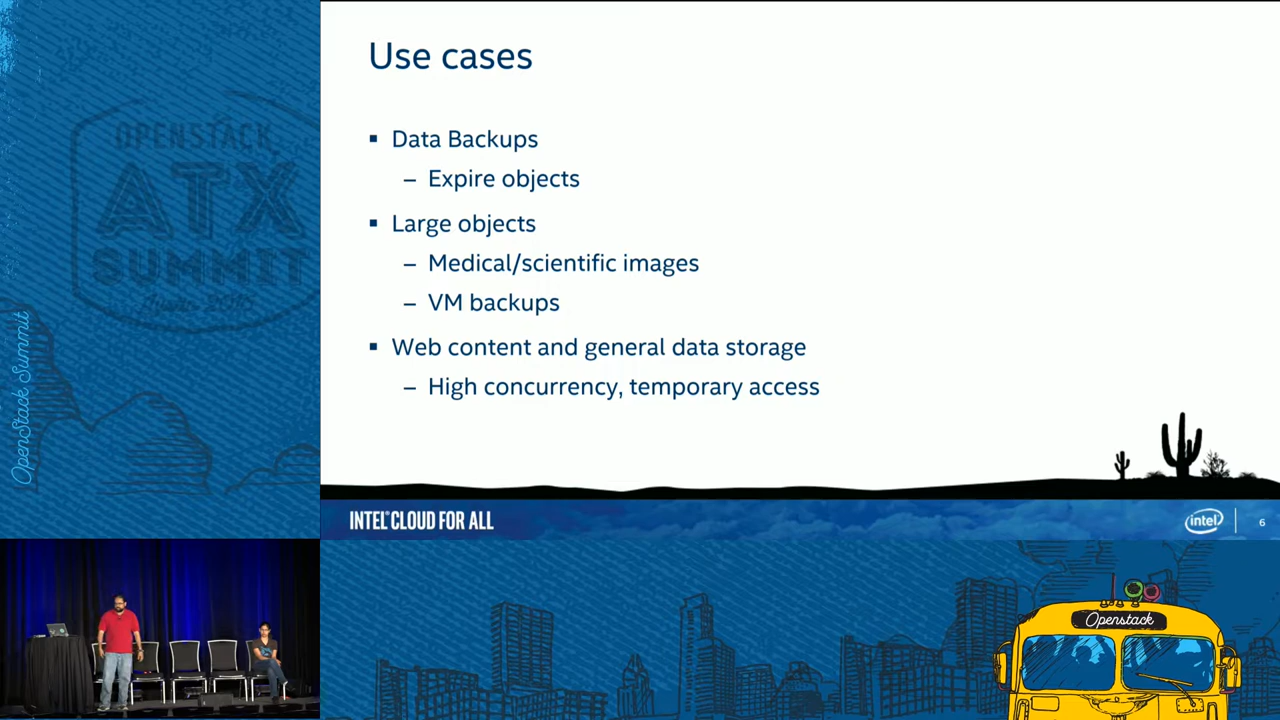 Use cases
▪ Data Backups
– Expire objects
▪ Large objects
– Medical/scientific images
– VM backups
▪ Web content and general data storage
– High concurrency, temporary access
INTEL® CLOUD FOR ALL
intel
6
OPENSTACK
ATX
SUMMIT
OpenStack Summit
Openstack